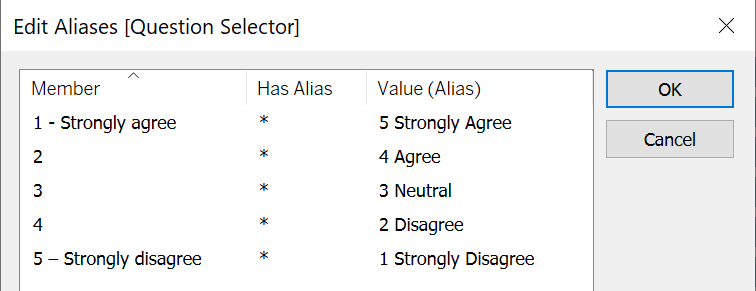 Edit Aliases [Question Selector]
Member Has Alias Value (Alias) OK
1 - Strongly agree * 5 Strongly Agree
Cancel
2 * 4 Agree
3 * 3 Neutral
4 * 2 Disagree
5 – Strongly disagree * 1 Strongly Disagree